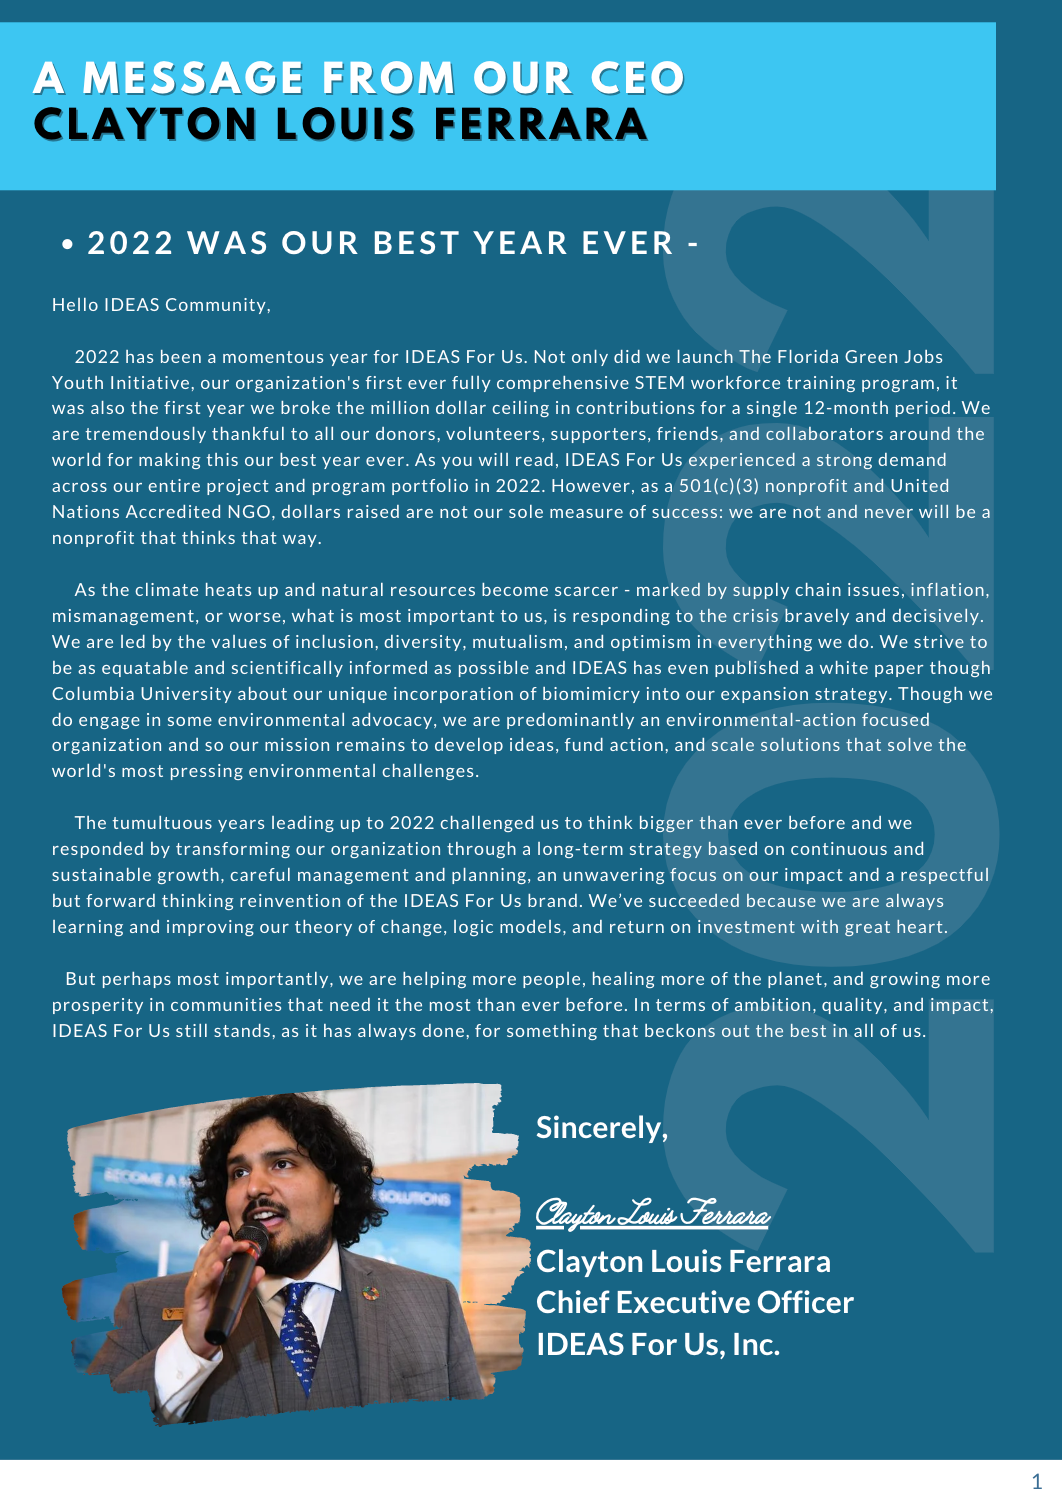 A MESSAGE FROM OUR CEO
CLAYTON LOUIS FERRARA
• 2022 WAS OUR BEST YEAR EVER -
Hello IDEAS Community,
2022 has been a momentous year for IDEAS For Us. Not only did we launch The Florida Green Jobs
Youth Initiative, our organization's first ever fully comprehensive STEM workforce training program, it
was also the first year we broke the million dollar ceiling in contributions for a single 12-month period. We
are tremendously thankful to all our donors, volunteers, supporters, friends, and collaborators around the
world for making this our best year ever. As you will read, IDEAS For Us experienced a strong demand
across our entire project and program portfolio in 2022. However, as a 501(c)(3) nonprofit and United
Nations Accredited NGO, dollars raised are not our sole measure of success: we are not and never will be a
nonprofit that thinks that way.
As the climate heats up and natural resources become scarcer - marked by supply chain issues, inflation,
mismanagement, or worse, what is most important to us, is responding to the crisis bravely and decisively.
We are led by the values of inclusion, diversity, mutualism, and optimism in everything we do. We strive to
be as equatable and scientifically informed as possible and IDEAS has even published a white paper though
Columbia University about our unique incorporation of biomimicry into our expansion strategy. Though we
do engage in some environmental advocacy, we are predominantly an environmental-action focused
organization and so our mission remains to develop ideas, fund action, and scale solutions that solve the
world's most pressing environmental challenges.
The tumultuous years leading up to 2022 challenged us to think bigger than ever before and we
responded by transforming our organization through a long-term strategy based on continuous and
sustainable growth, careful management and planning, an unwavering focus on our impact and a respectful
but forward thinking reinvention of the IDEAS For Us brand. We’ve succeeded because we are always
learning and improving our theory of change, logic models, and return on investment with great heart.
But perhaps most importantly, we are helping more people, healing more of the planet, and growing more
prosperity in communities that need it the most than ever before. In terms of ambition, quality, and impact,
IDEAS For Us still stands, as it has always done, for something that beckons out the best in all of us.
2022
BECOME A
SOLUTIONS
Sincerely,
Clayton Louis Ferrara
Clayton Louis Ferrara
Chief Executive Officer
IDEAS For Us, Inc.
1